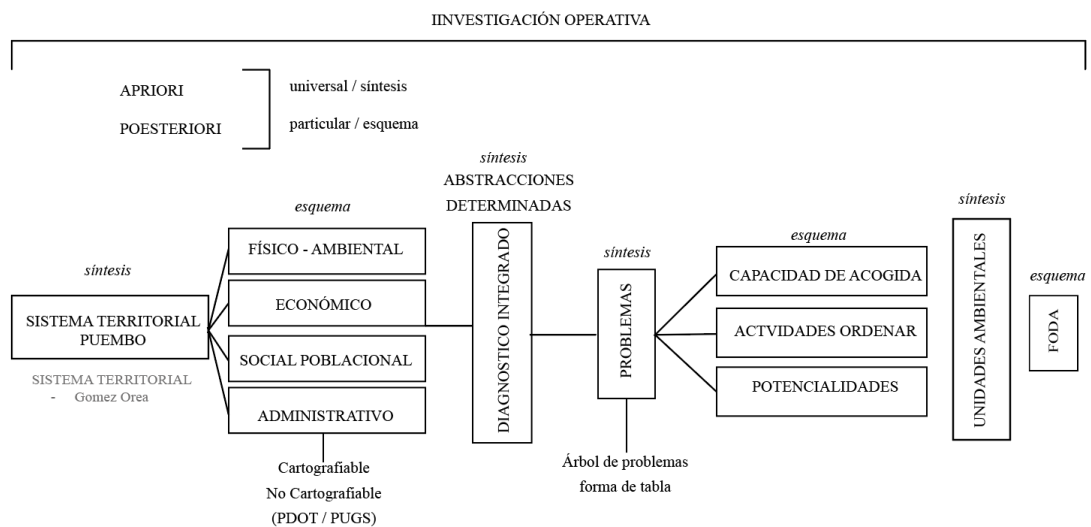 IINVESTIGACIÓN OPERATIVA
APRIORI
universal / síntesis
POESTERIORI
particular / esquema
síntesis
SISTEMA TERRITORIAL
PUEMBO
SISTEMA TERRITORIAL
- Gomez Orea
esquema
FÍSICO - AMBIENTAL
ECONÓMICO
SOCIAL POBLACIONAL
ADMINISTRATIVO
Cartografiable
No Cartografiable
(PDOT / PUGS)
síntesis
ABSTRACCIONES
DETERMINADAS
DIAGNOSTICO INTEGRADO
síntesis
PROBLEMAS
Árbol de problemas
forma de tabla
esquema
CAPACIDAD DE ACOGIDA
ACTVIDADES ORDENAR
POTENCIALIDADES
síntesis
UNIDADES AMBIENTALES
esquema
FODA